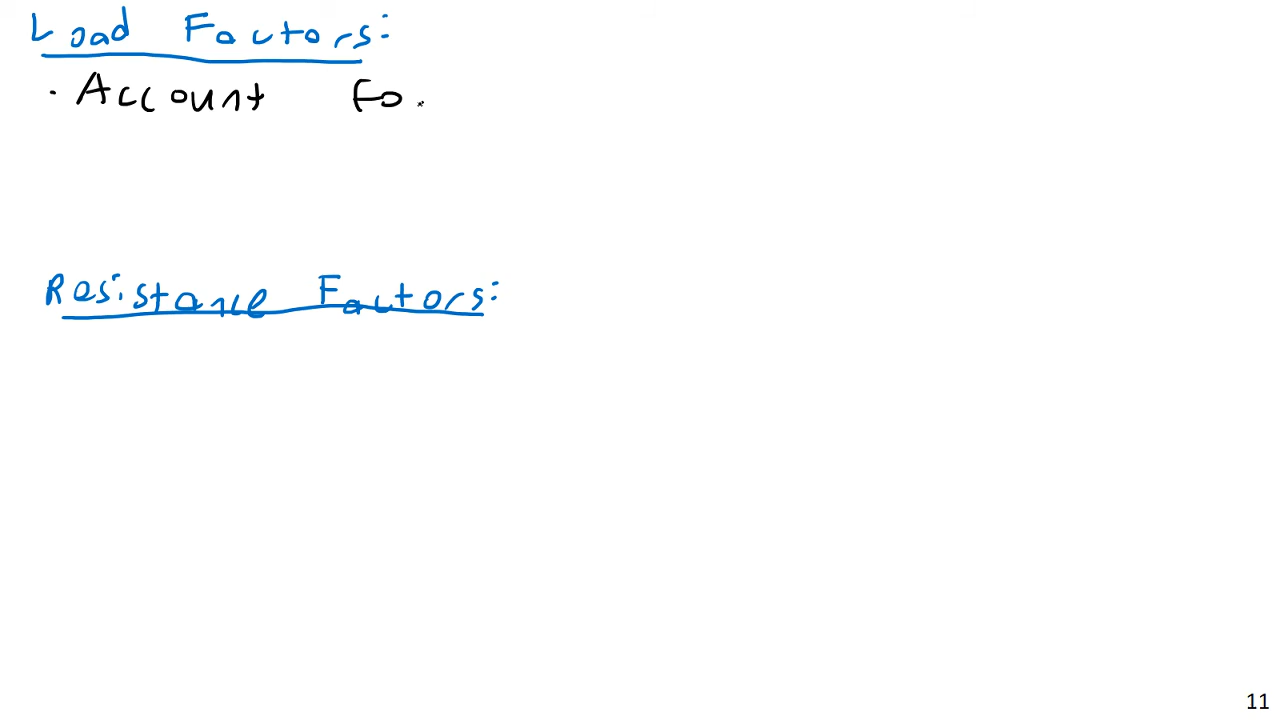 Load Factors:
· Account Fo
Resistance Factors:
11